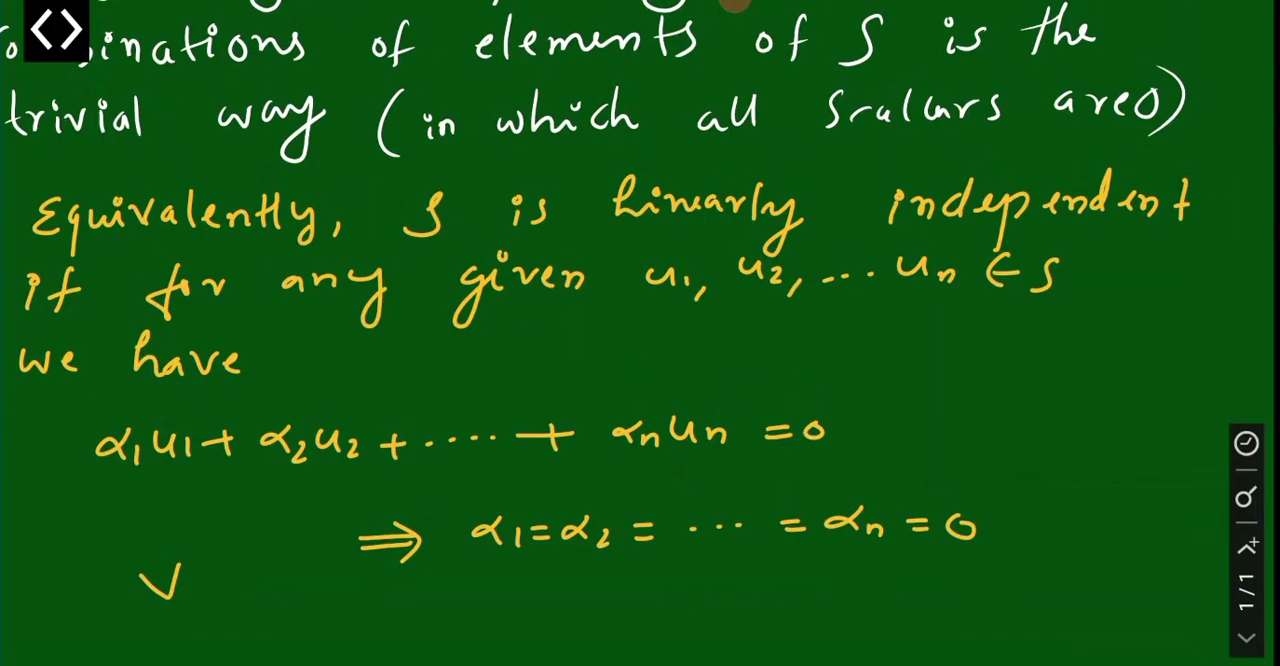 binations of elements of S is the
trivial way (in which all Scalars are 0)
Equivalently, S is linearly independent
if for any given u1, u2, ... un ∈ S
we have
α1u1 + α2u2 + ..... + αnun = 0
⇒ α1 = α2 = ... = αn = 0
V
1/1